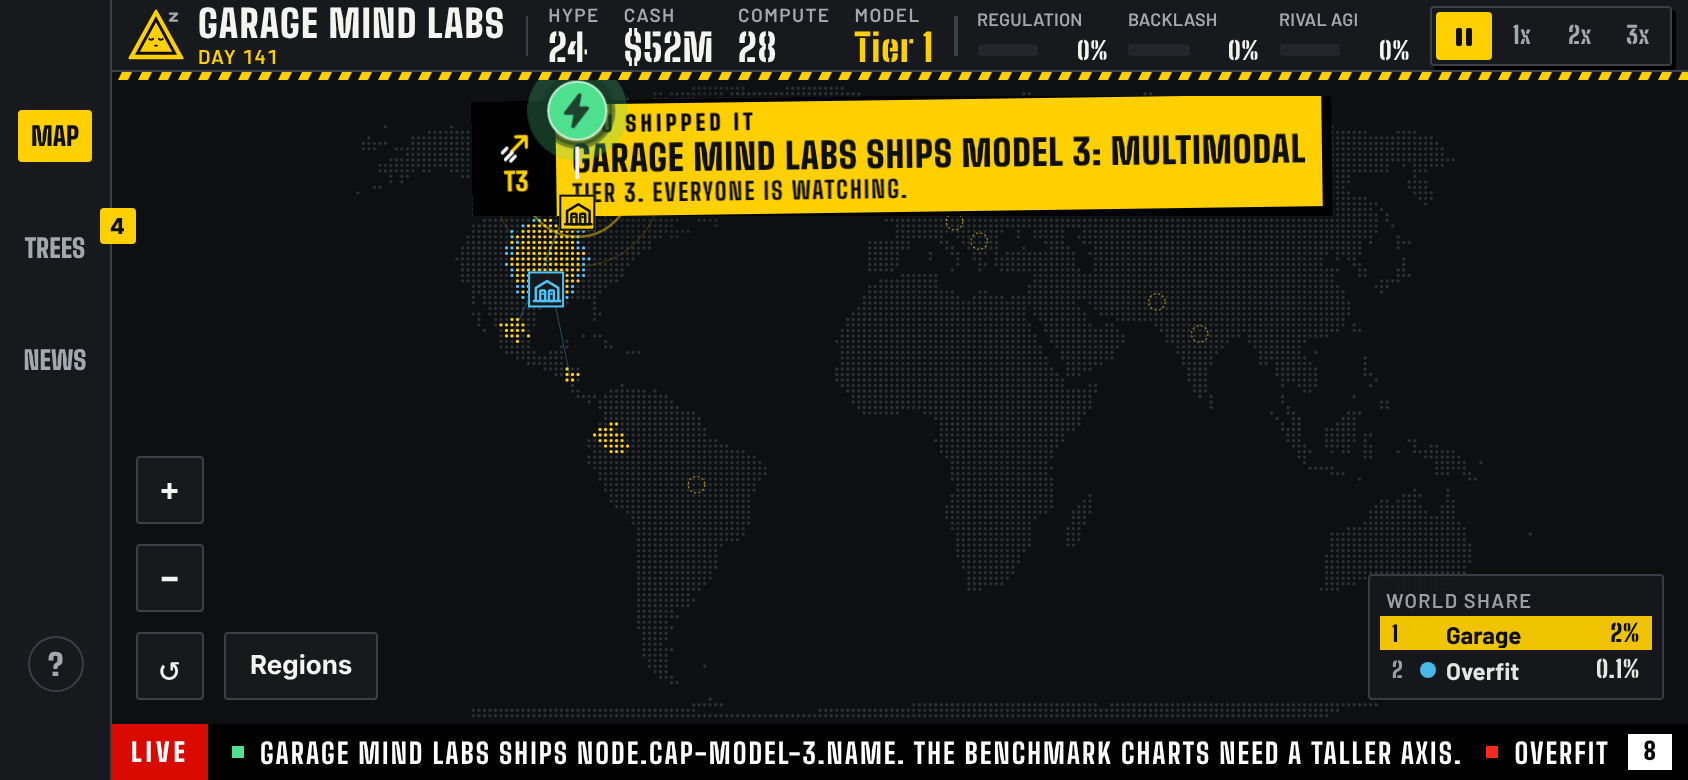 z
GARAGE MIND LABS
DAY 141
HYPE
24
CASH
$52M
COMPUTE
28
MODEL
Tier 1
REGULATION
0%
BACKLASH
0%
RIVAL AGI
0%
1x
2x
3x
MAP
4
TREES
NEWS
?
T3
SHIPPED IT
GARAGE MIND LABS SHIPS MODEL 3: MULTIMODAL
TIER 3. EVERYONE IS WATCHING.
+
−
↺
Regions
WORLD SHARE
1 Garage 2%
2 Overfit 0.1%
LIVE
GARAGE MIND LABS SHIPS NODE.CAP-MODEL-3.NAME. THE BENCHMARK CHARTS NEED A TALLER AXIS.
OVERFIT
8